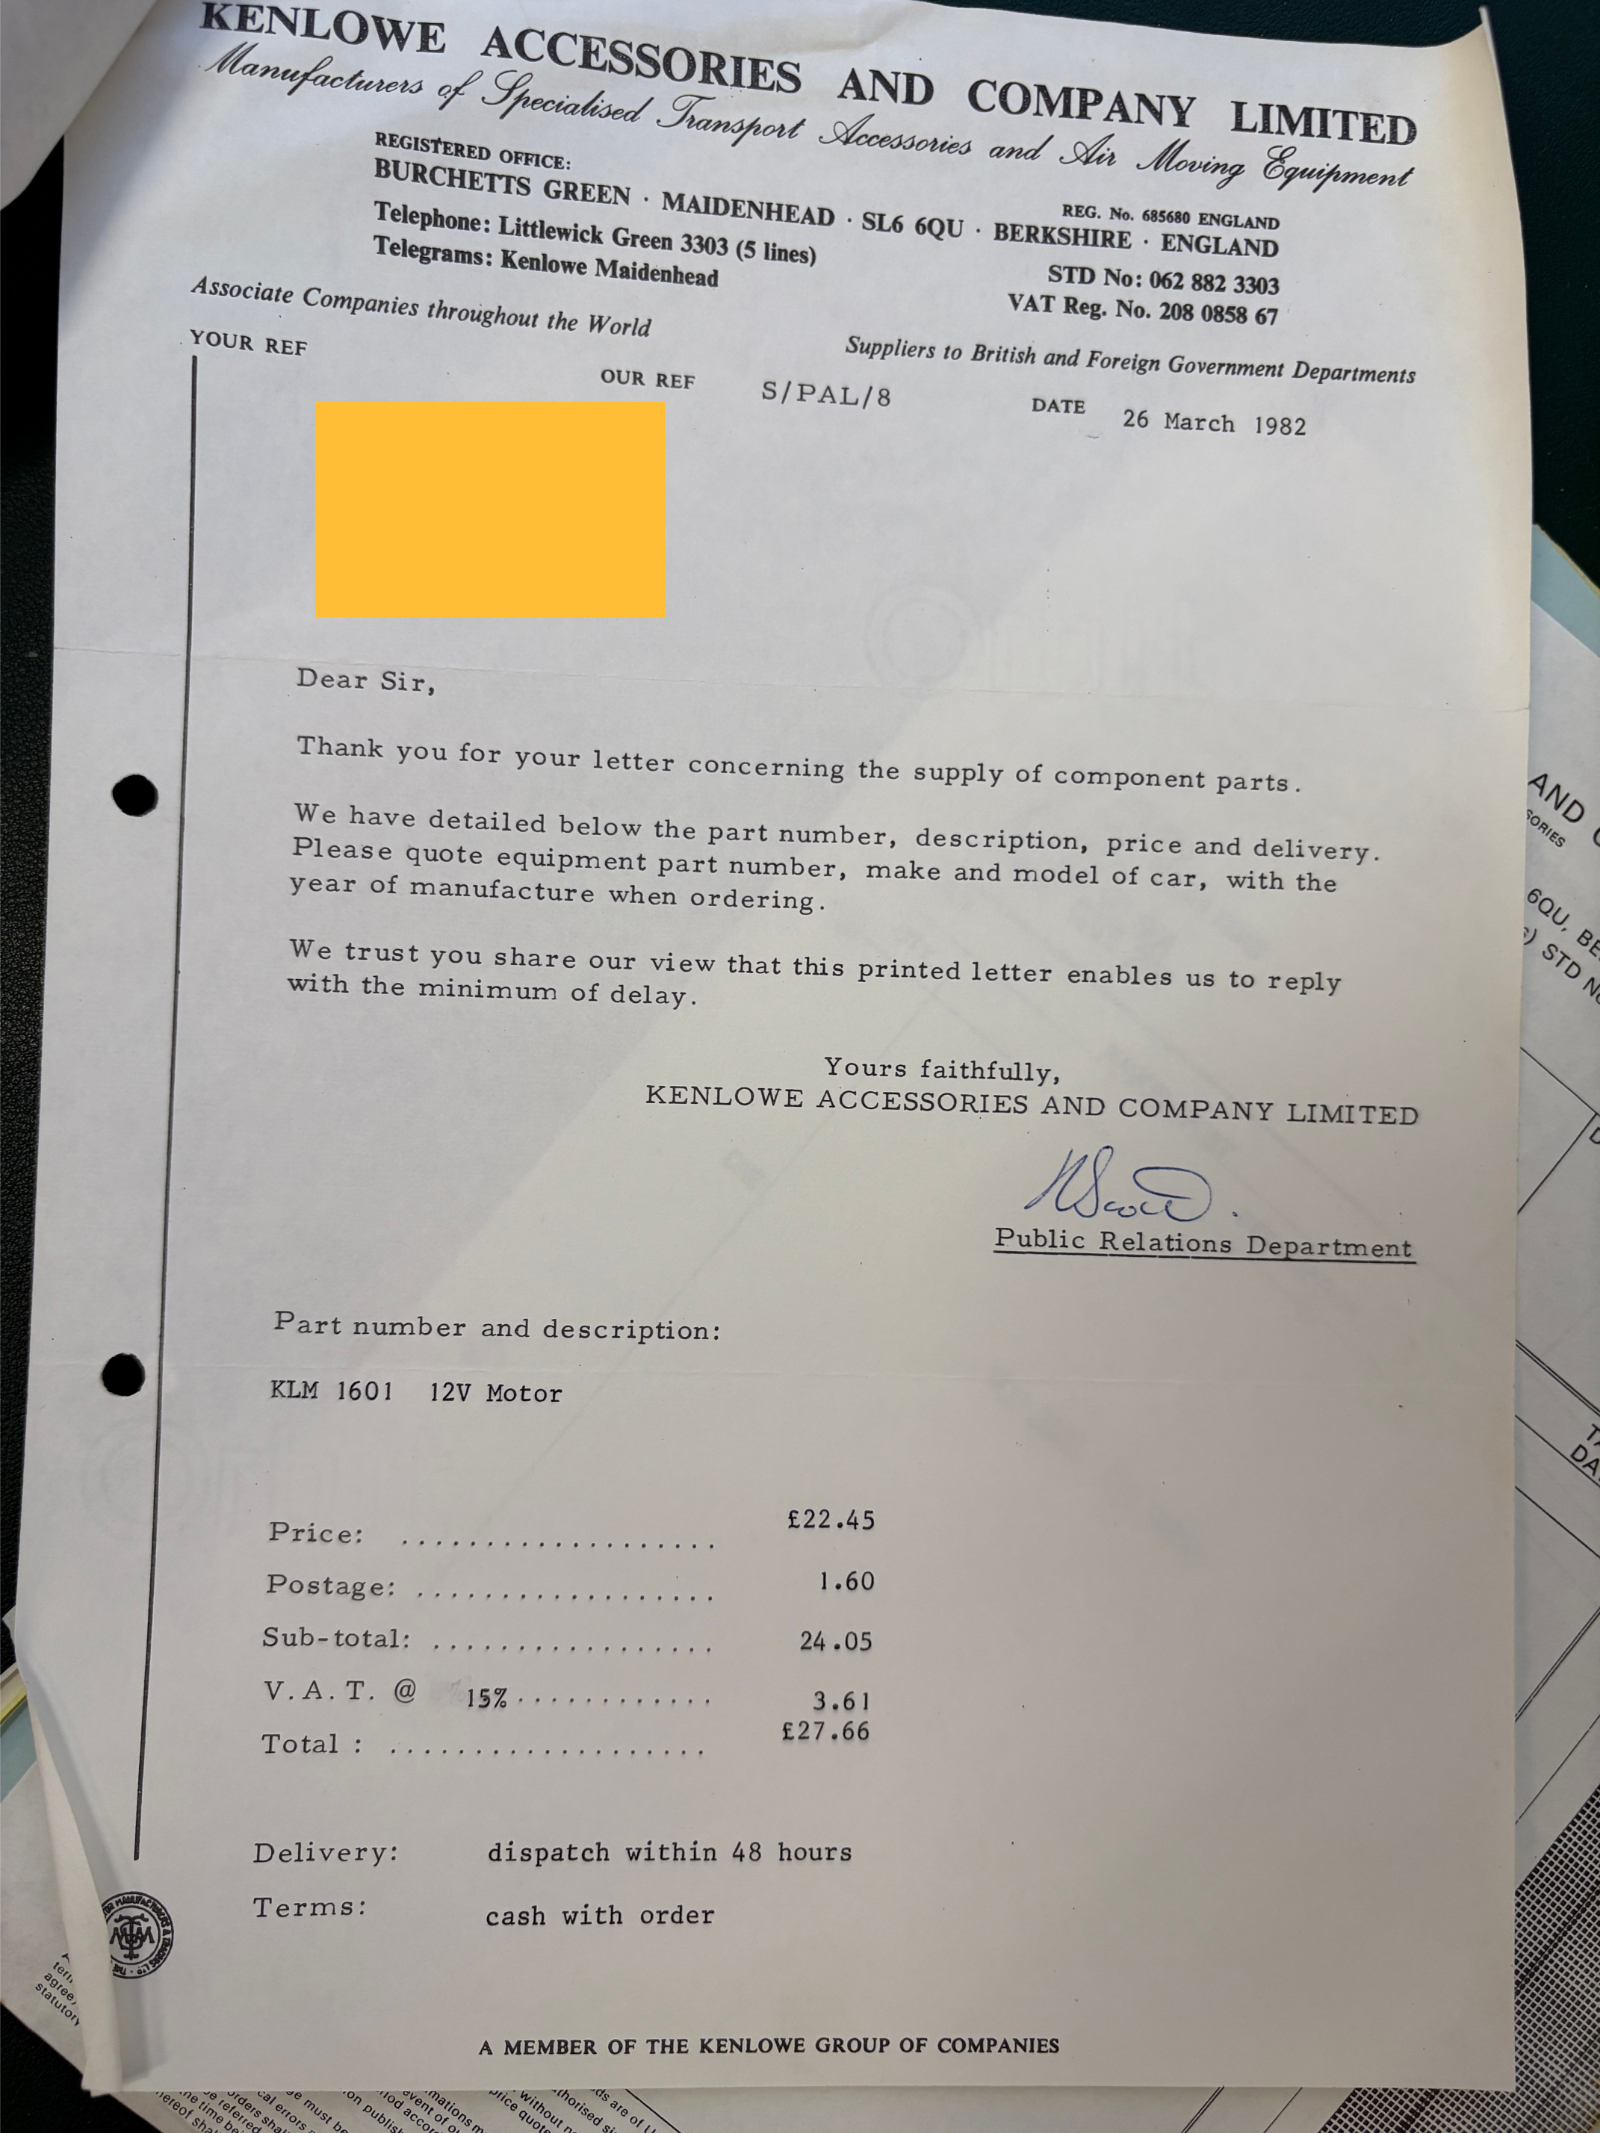 KENLOWE ACCESSORIES AND COMPANY LIMITED
Manufacturers of Specialised Transport Accessories and Air Moving Equipment
REGISTERED OFFICE:
REG. No. 685680 ENGLAND
BURCHETTS GREEN · MAIDENHEAD · SL6 6QU · BERKSHIRE · ENGLAND
Telephone: Littlewick Green 3303 (5 lines)
STD No: 062 882 3303
Telegrams: Kenlowe Maidenhead
VAT Reg. No. 208 0858 67
Associate Companies throughout the World
Suppliers to British and Foreign Government Departments
YOUR REF
OUR REF S/PAL/8
DATE 26 March 1982
Dear Sir,
Thank you for your letter concerning the supply of component parts.
We have detailed below the part number, description, price and delivery.
Please quote equipment part number, make and model of car, with the
year of manufacture when ordering.
We trust you share our view that this printed letter enables us to reply
with the minimum of delay.
Yours faithfully,
KENLOWE ACCESSORIES AND COMPANY LIMITED
Public Relations Department
Part number and description:
KLM 1601 12V Motor
Price: ................... £22.45
Postage: .................. 1.60
Sub-total: ................. 24.05
V.A.T. @ 15%............ 3.61
Total : ................... £27.66
Delivery: dispatch within 48 hours
Terms: cash with order
A MEMBER OF THE KENLOWE GROUP OF COMPANIES
AND
SORIES
6QU, BE
STD